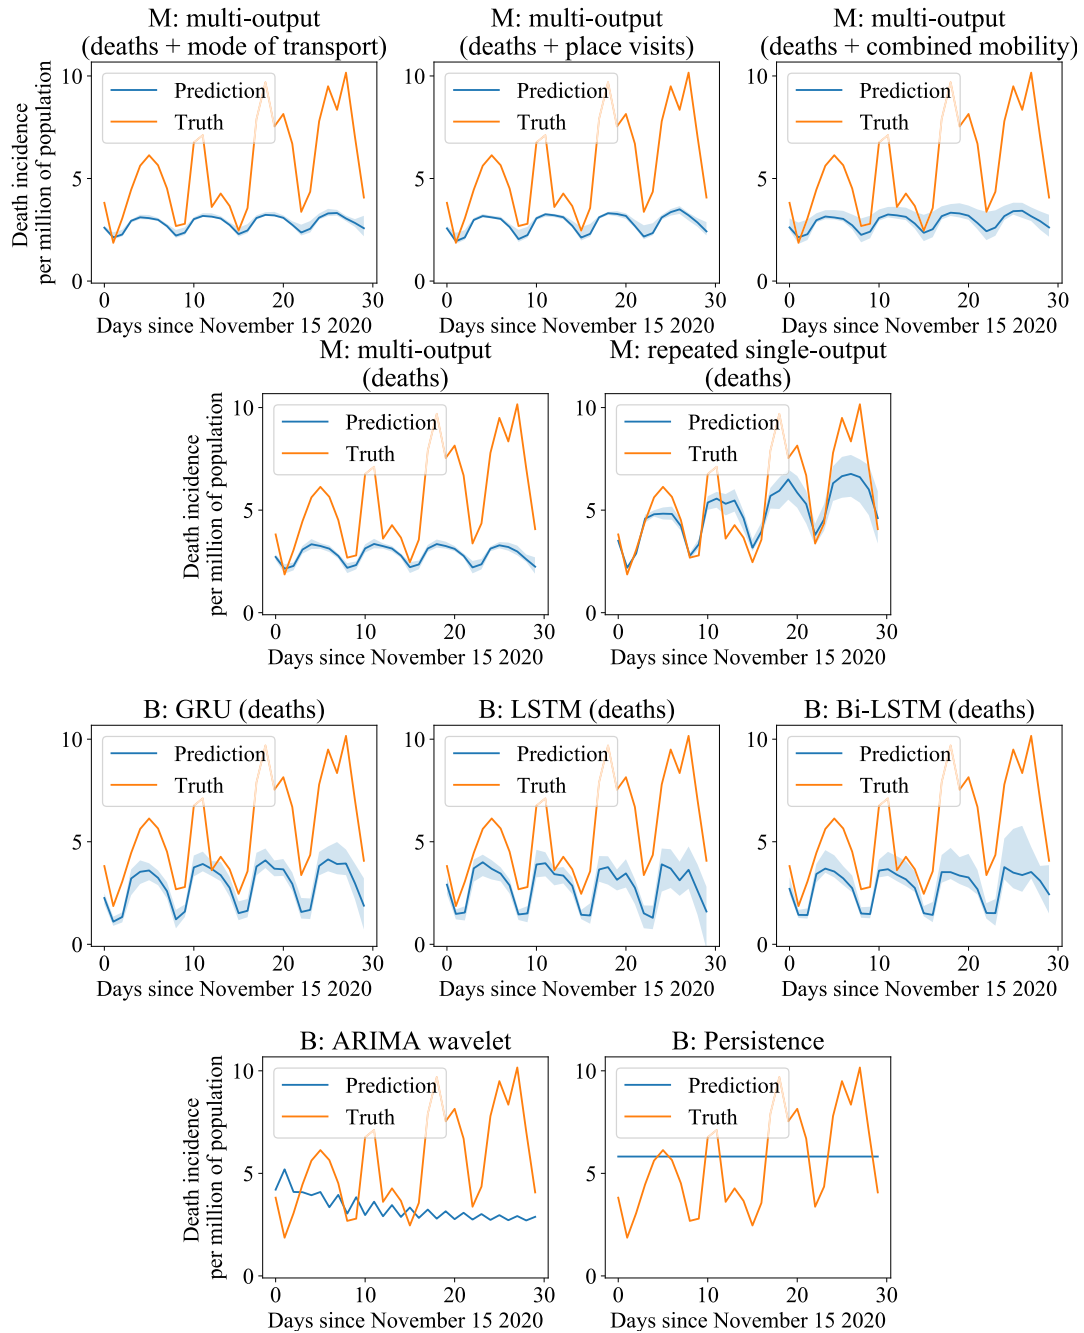 M: multi-output
(deaths + mode of transport)
M: multi-output
(deaths + place visits)
M: multi-output
(deaths + combined mobility)
Death incidence
per million of population
10
5
0
Prediction
Truth
0
10
20
30
Days since November 15 2020
10
5
0
Prediction
Truth
0
10
20
30
Days since November 15 2020
10
5
0
Prediction
Truth
0
10
20
30
Days since November 15 2020
M: multi-output
(deaths)
M: repeated single-output
(deaths)
Death incidence
per million of population
10
5
0
Prediction
Truth
0
10
20
30
Days since November 15 2020
10
5
0
Prediction
Truth
0
10
20
30
Days since November 15 2020
B: GRU (deaths)
B: LSTM (deaths)
B: Bi-LSTM (deaths)
10
5
0
Prediction
Truth
0
10
20
30
Days since November 15 2020
10
5
0
Prediction
Truth
0
10
20
30
Days since November 15 2020
10
5
0
Prediction
Truth
0
10
20
30
Days since November 15 2020
B: ARIMA wavelet
B: Persistence
Death incidence
per million of population
10
5
0
Prediction
Truth
0
10
20
30
Days since November 15 2020
10
5
0
Prediction
Truth
0
10
20
30
Days since November 15 2020